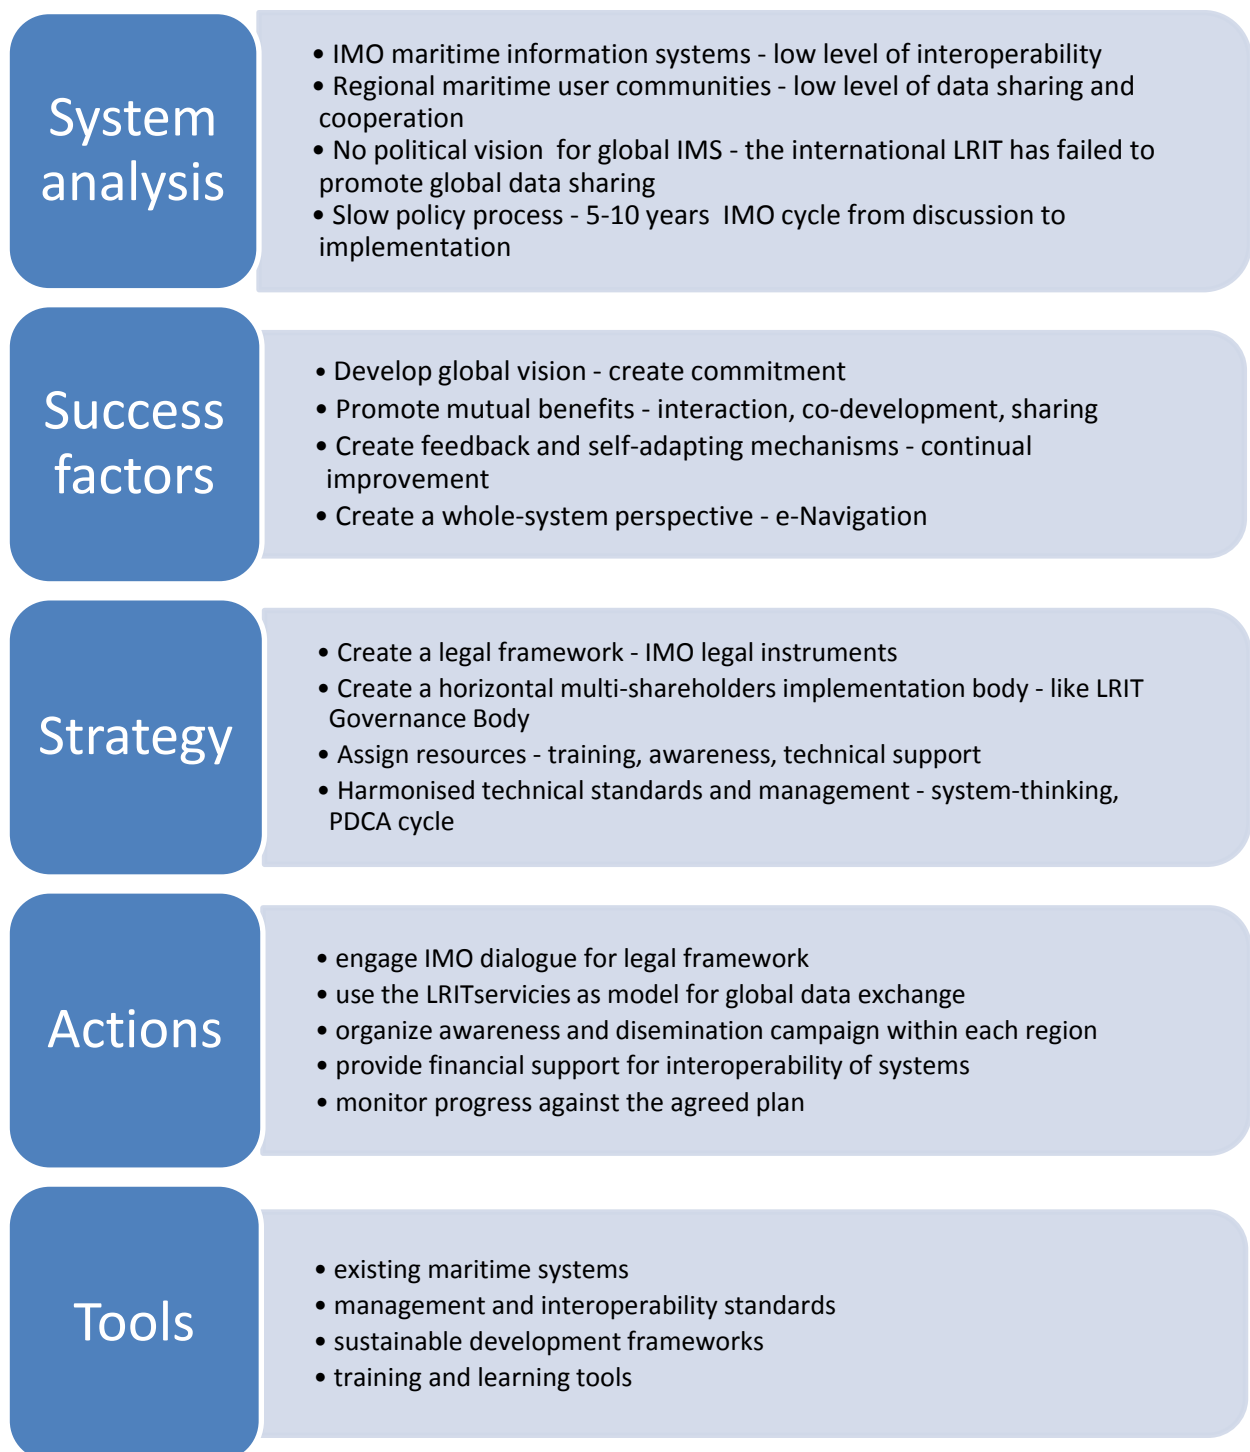 System
analysis
• IMO maritime information systems - low level of interoperability
• Regional maritime user communities - low level of data sharing and
cooperation
• No political vision for global IMS - the international LRIT has failed to
promote global data sharing
• Slow policy process - 5-10 years IMO cycle from discussion to
implementation
Success
factors
• Develop global vision - create commitment
• Promote mutual benefits - interaction, co-development, sharing
• Create feedback and self-adapting mechanisms - continual
improvement
• Create a whole-system perspective - e-Navigation
Strategy
• Create a legal framework - IMO legal instruments
• Create a horizontal multi-shareholders implementation body - like LRIT
Governance Body
• Assign resources - training, awareness, technical support
• Harmonised technical standards and management - system-thinking,
PDCA cycle
Actions
• engage IMO dialogue for legal framework
• use the LRITservicies as model for global data exchange
• organize awareness and disemination campaign within each region
• provide financial support for interoperability of systems
• monitor progress against the agreed plan
Tools
• existing maritime systems
• management and interoperability standards
• sustainable development frameworks
• training and learning tools